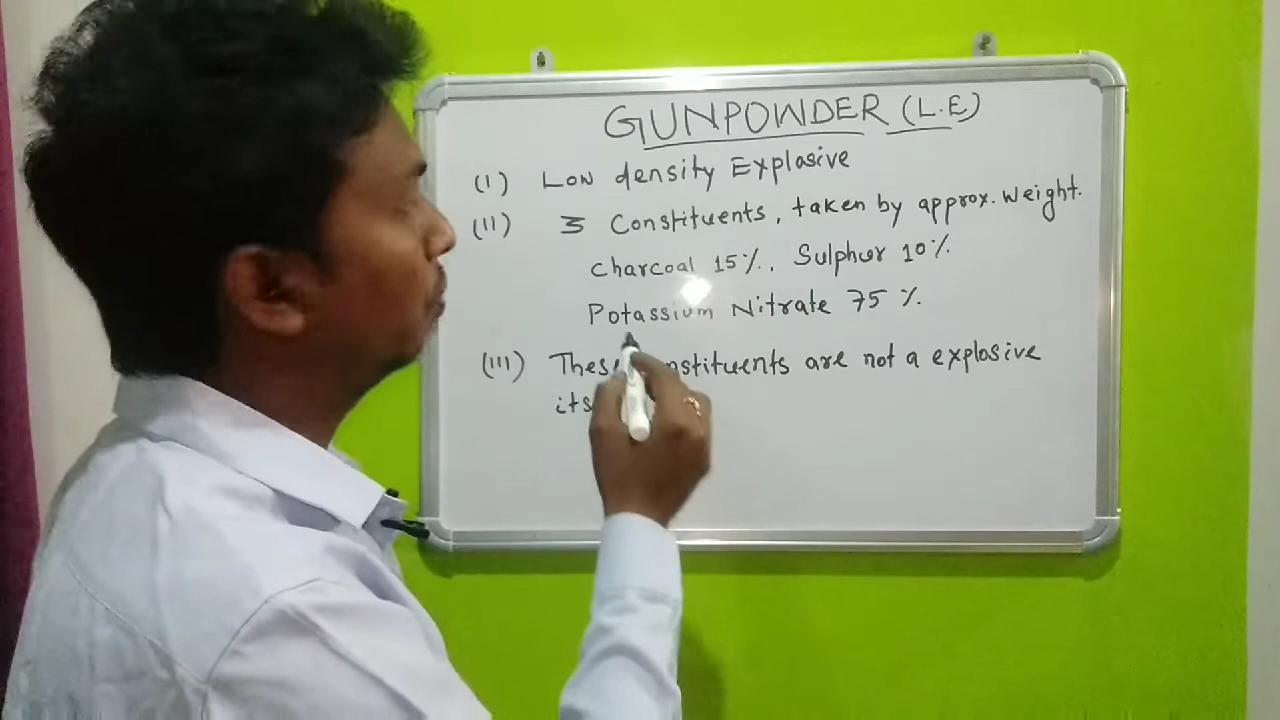 GUNPOWDER (L.E)
(I) Low density Explosive
(II) 3 Constituents, taken by approx. weight.
Charcoal 15%, Sulphur 10%
Potassium Nitrate 75 %.
(III) These nstituents are not a explosive
its